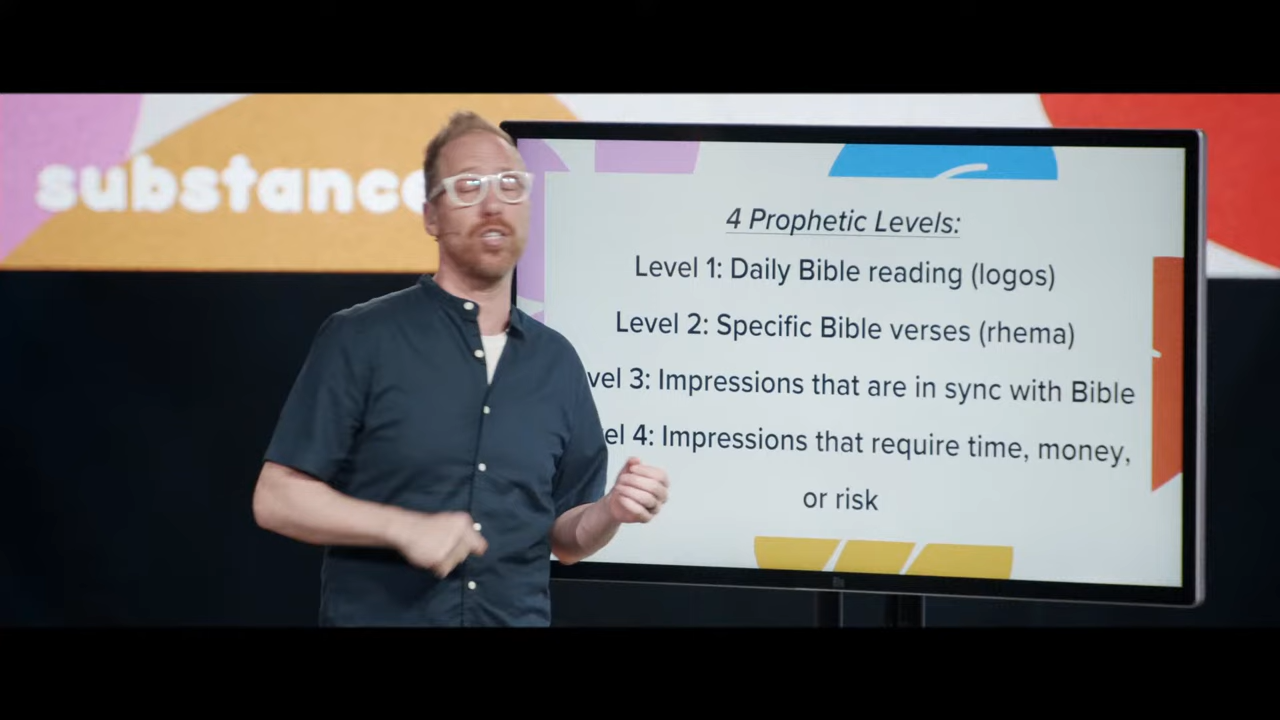 substance
4 Prophetic Levels:
Level 1: Daily Bible reading (logos)
Level 2: Specific Bible verses (rhema)
vel 3: Impressions that are in sync with Bible
el 4: Impressions that require time, money,
or risk